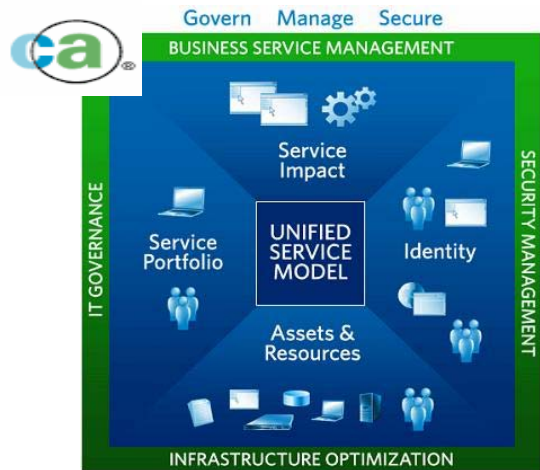 Govern Manage Secure
ca®
BUSINESS SERVICE MANAGEMENT
Service
Impact
IT GOVERNANCE
Service
Portfolio
UNIFIED
SERVICE
MODEL
Identity
SECURITY MANAGEMENT
Assets &
Resources
INFRASTRUCTURE OPTIMIZATION